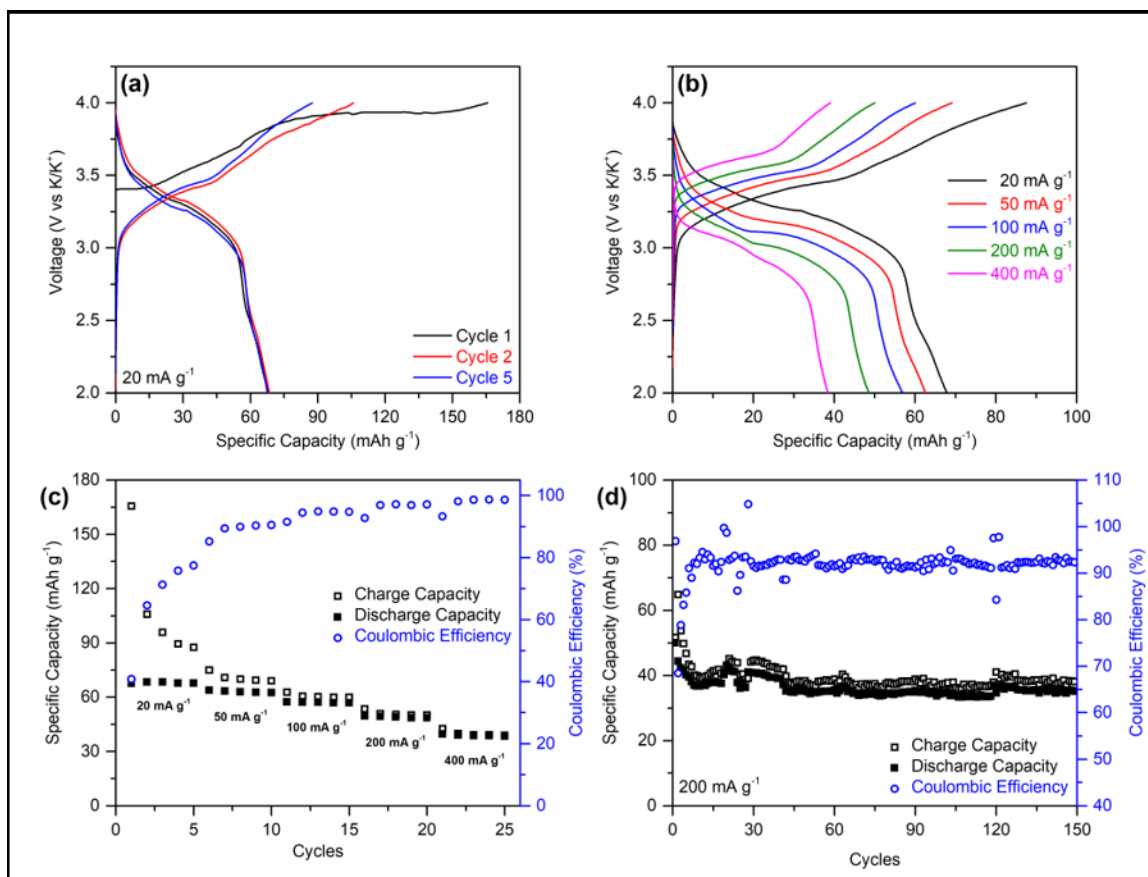 (a)
4.0
3.5
3.0
2.5
2.0
Voltage (V vs K/K⁺)
Cycle 1
Cycle 2
Cycle 5
20 mA g⁻¹
0 30 60 90 120 150 180
Specific Capacity (mAh g⁻¹)
(b)
4.0
3.5
3.0
2.5
2.0
Voltage (V vs K/K⁺)
20 mA g⁻¹
50 mA g⁻¹
100 mA g⁻¹
200 mA g⁻¹
400 mA g⁻¹
0 20 40 60 80 100
Specific Capacity (mAh g⁻¹)
(c)
180
150
120
90
60
30
0
Specific Capacity (mAh g⁻¹)
Charge Capacity
Discharge Capacity
Coulombic Efficiency
20 mA g⁻¹
50 mA g⁻¹
100 mA g⁻¹
200 mA g⁻¹
400 mA g⁻¹
100
80
60
40
20
0
Coulombic Efficiency (%)
0 5 10 15 20 25
Cycles
(d)
100
80
60
40
20
0
Specific Capacity (mAh g⁻¹)
Charge Capacity
Discharge Capacity
Coulombic Efficiency
200 mA g⁻¹
110
100
90
80
70
60
50
40
Coulombic Efficiency (%)
0 30 60 90 120 150
Cycles